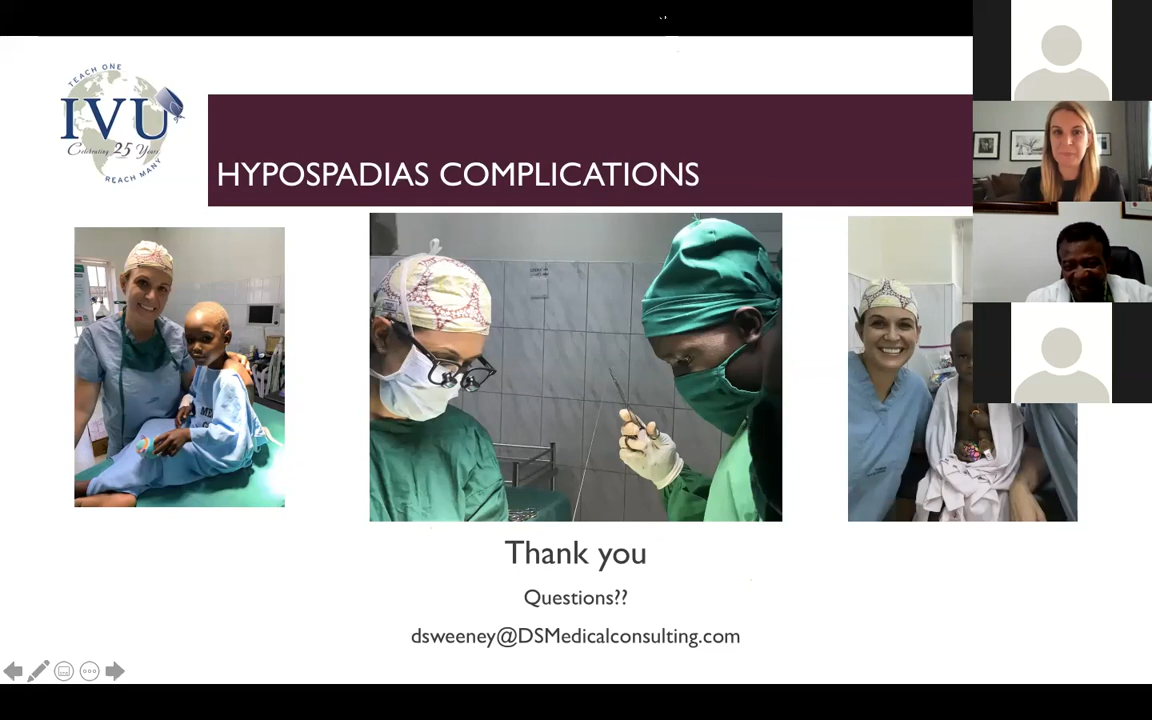 TEACH ONE
IVU
Celebrating 25 Years
REACH MANY
HYPOSPADIAS COMPLICATIONS
Thank you
Questions??
dsweeney@DSMedicalconsulting.com